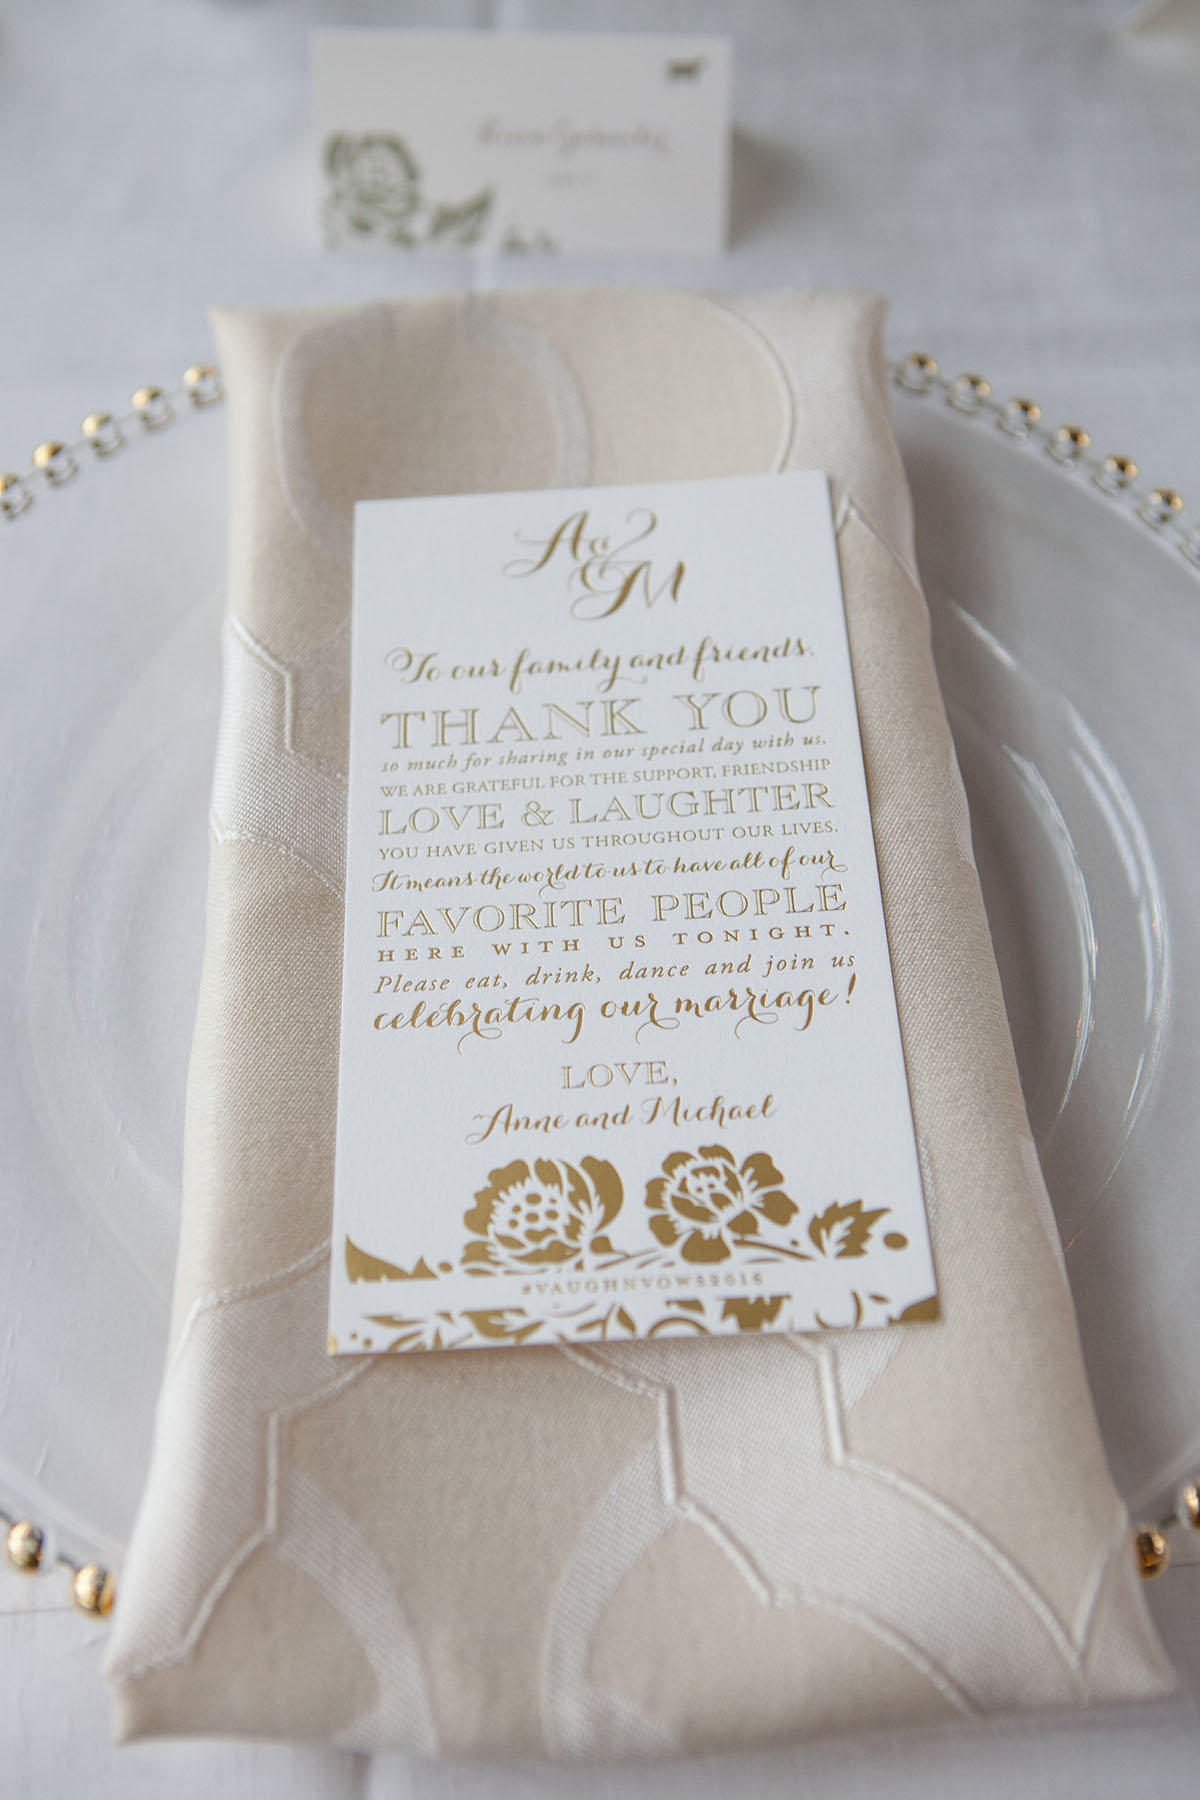 A
& M
To our family and friends,
THANK YOU
so much for sharing in our special day with us.
WE ARE GRATEFUL FOR THE SUPPORT, FRIENDSHIP
LOVE & LAUGHTER
YOU HAVE GIVEN US THROUGHOUT OUR LIVES.
It means the world to us to have all of our
FAVORITE PEOPLE
HERE WITH US TONIGHT.
Please eat, drink, dance and join us
celebrating our marriage!
LOVE,
Anne and Michael
#VAUGHNVOWS2016